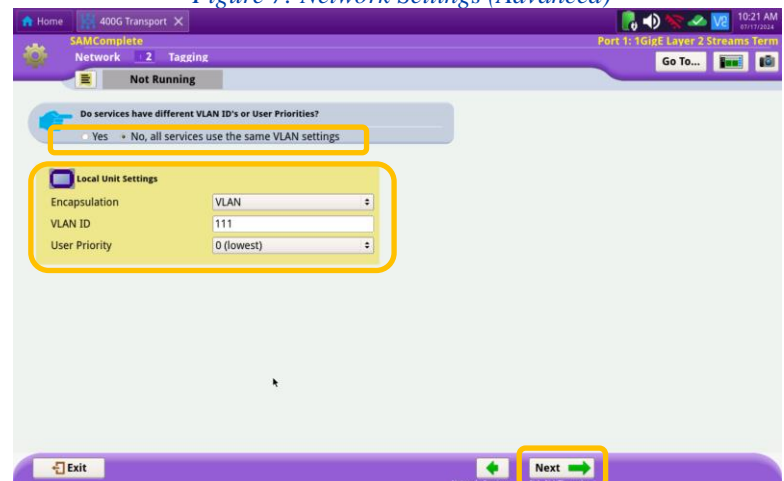 Figure 7: Network Settings (Advanced)
Home 400G Transport
10:21 AM
07/17/2024
SAMComplete
Port 1: 1GigE Layer 2 Streams Term
Network 2 Tagging
Go To...
Not Running
Do services have different VLAN ID's or User Priorities?
Yes No, all services use the same VLAN settings
Local Unit Settings
Encapsulation VLAN
VLAN ID 111
User Priority 0 (lowest)
Exit
Next